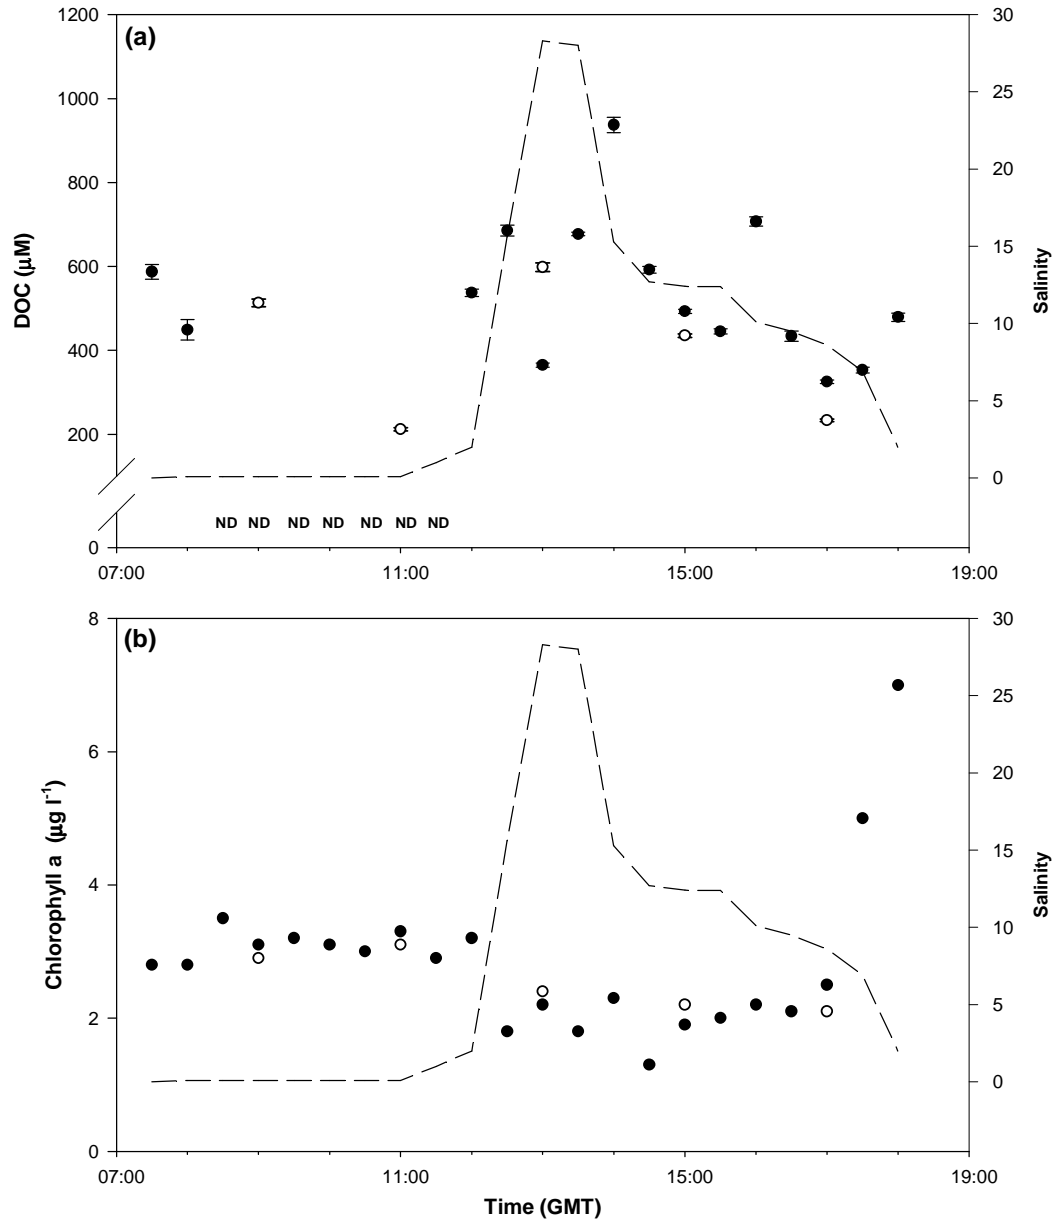 (a)
1200
1000
800
600
400
200
0
DOC (μM)
30
25
20
15
10
5
0
Salinity
ND ND ND ND ND ND ND
07:00 11:00 15:00 19:00
(b)
8
6
4
2
0
Chlorophyll a (μg l⁻¹)
30
25
20
15
10
5
0
Salinity
07:00 11:00 15:00 19:00
Time (GMT)